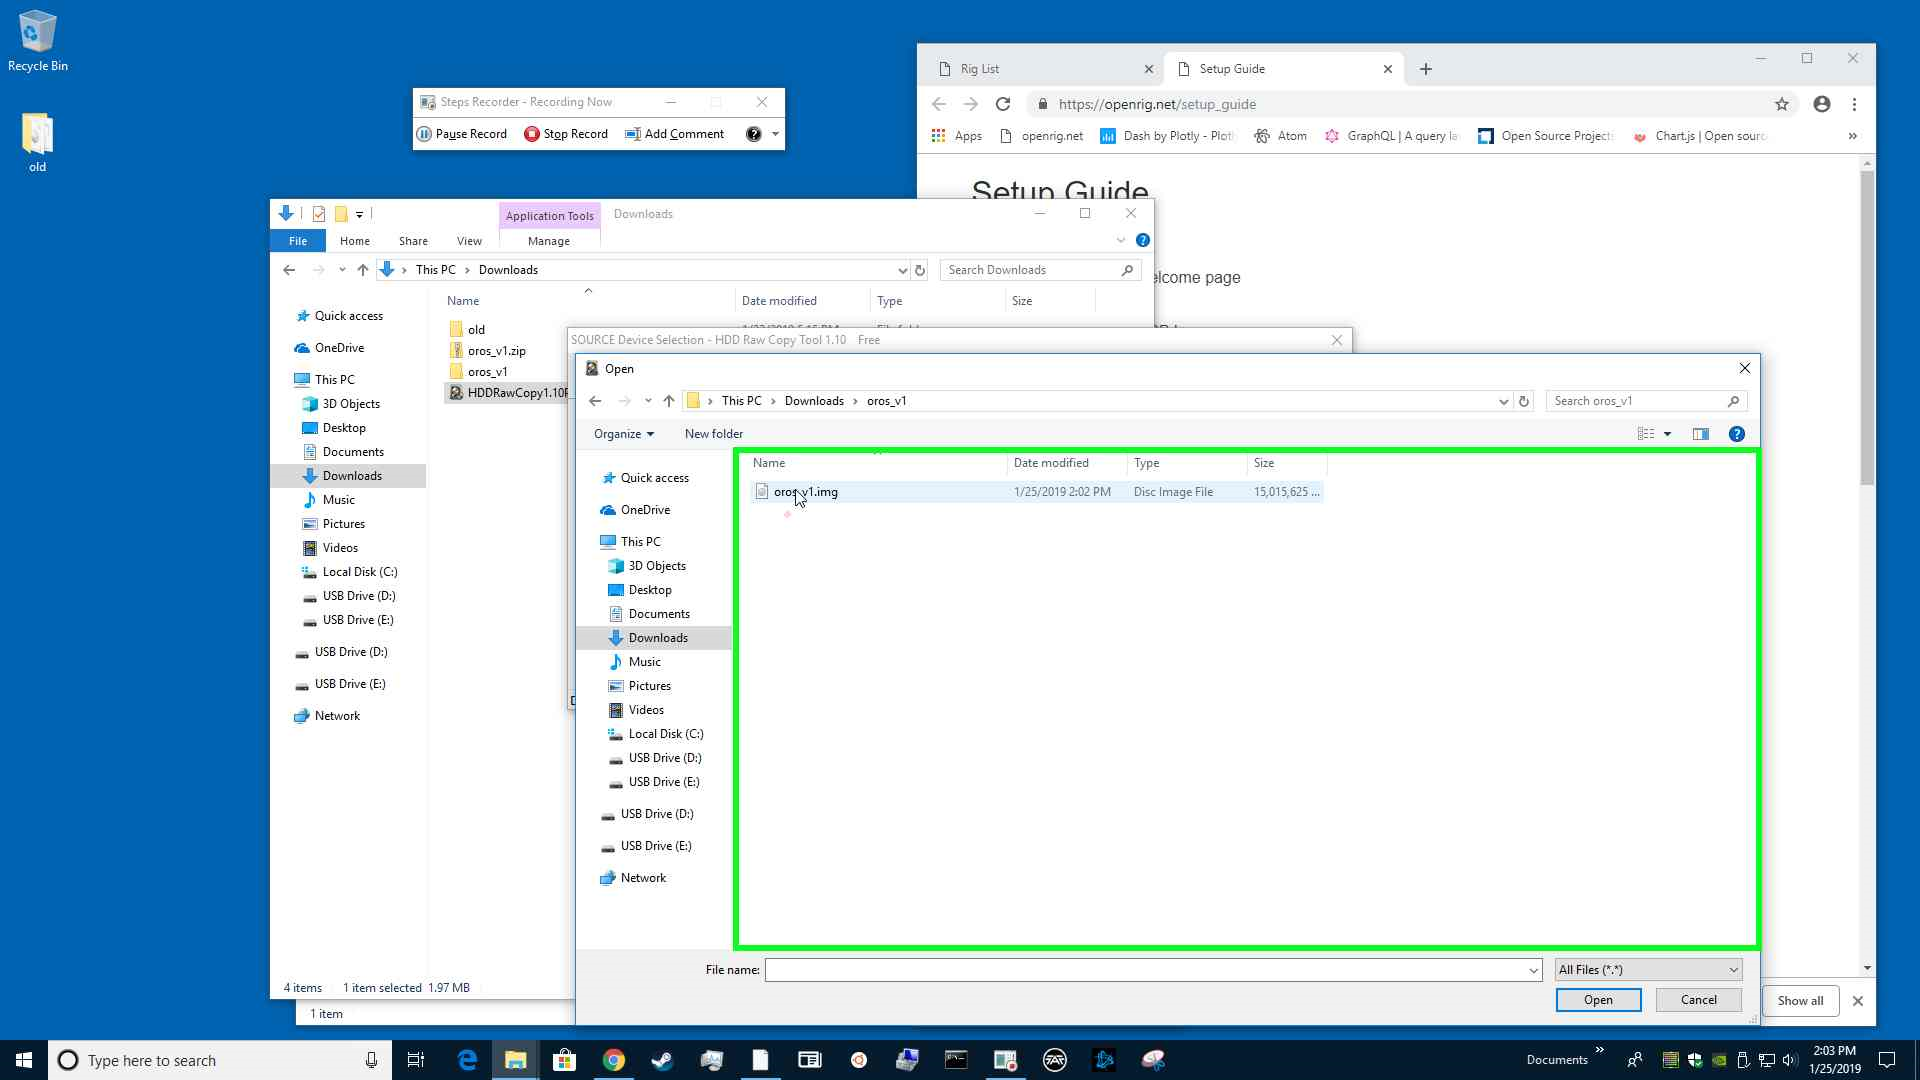 Recycle Bin
old
Steps Recorder - Recording Now
Pause Record
Stop Record
Add Comment
Rig List
Setup Guide
https://openrig.net/setup_guide
Apps
openrig.net
Dash by Plotly - Plotl
Atom
GraphQL | A query la
Open Source Projects
Chart.js | Open sourc
Setup Guide
elcome page
Application Tools
Downloads
File
Home
Share
View
Manage
This PC
Downloads
Search Downloads
Name
Date modified
Type
Size
Quick access
OneDrive
This PC
3D Objects
Desktop
Documents
Downloads
Music
Pictures
Videos
Local Disk (C:)
USB Drive (D:)
USB Drive (E:)
USB Drive (D:)
USB Drive (E:)
Network
old
oros_v1.zip
oros_v1
HDDRawCopy1.10P
4 items
1 item selected 1.97 MB
1 item
SOURCE Device Selection - HDD Raw Copy Tool 1.10 Free
Open
This PC
Downloads
oros_v1
Search oros_v1
Organize
New folder
Quick access
OneDrive
This PC
3D Objects
Desktop
Documents
Downloads
Music
Pictures
Videos
Local Disk (C:)
USB Drive (D:)
USB Drive (E:)
USB Drive (D:)
USB Drive (E:)
Network
Name
Date modified
Type
Size
oros_v1.img
1/25/2019 2:02 PM
Disc Image File
15,015,625 ...
File name:
All Files (*.*)
Open
Cancel
Show all
Type here to search
Documents
2:03 PM
1/25/2019